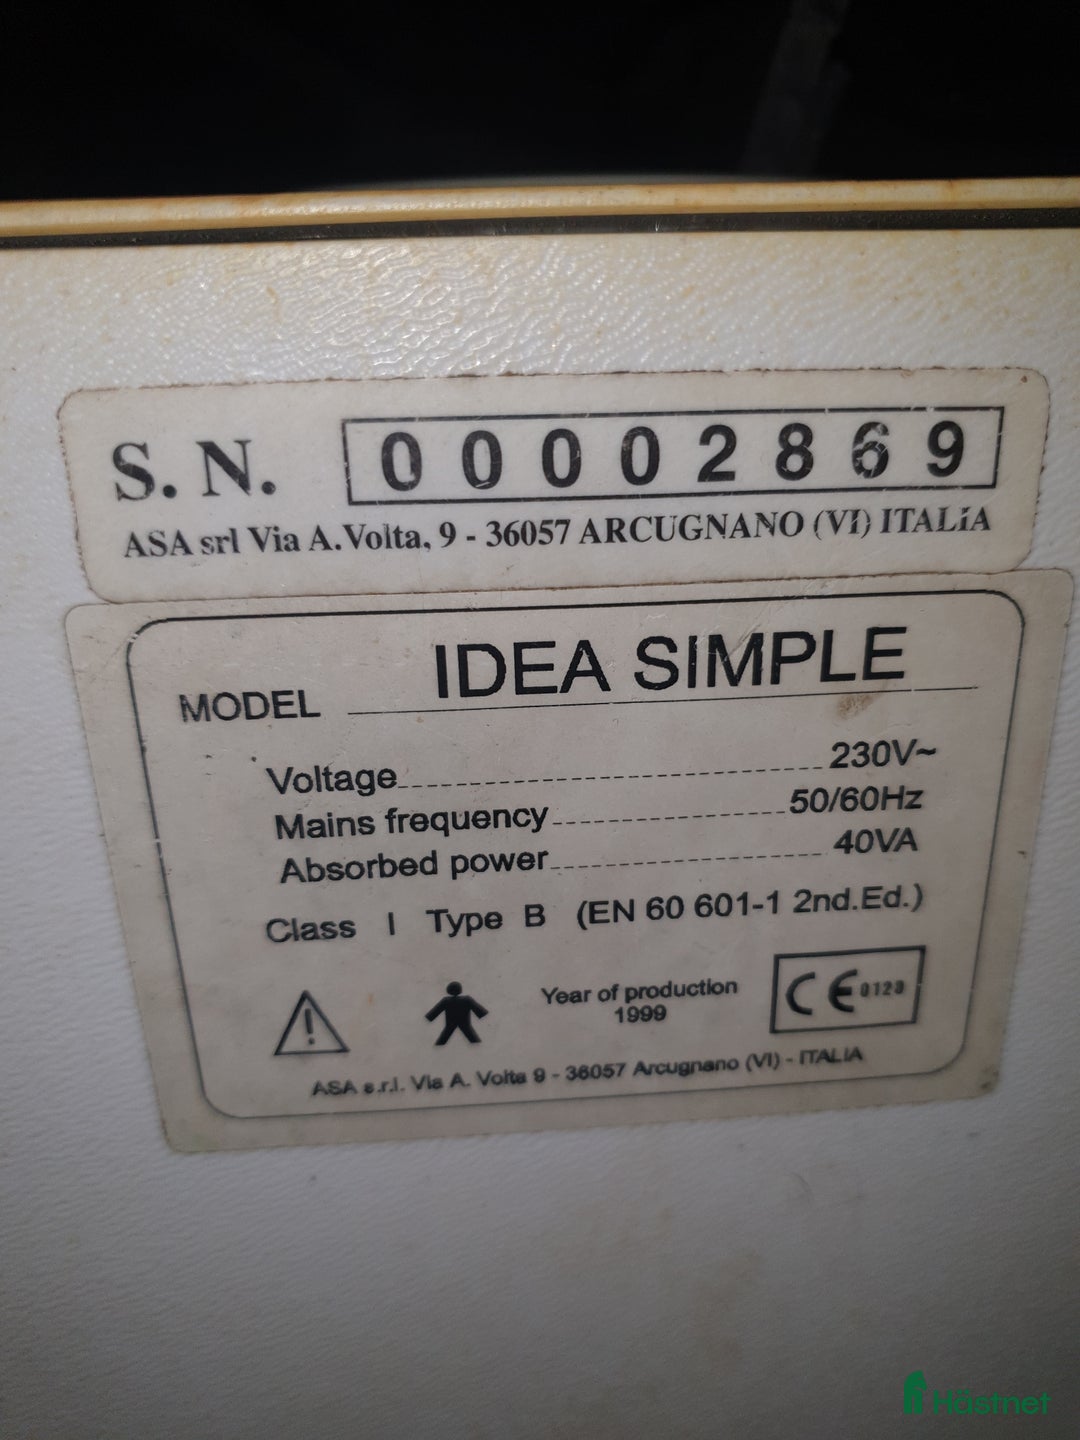 S. N. 00002869
ASA srl Via A. Volta, 9 - 36057 ARCUGNANO (VI) ITALiA
MODEL IDEA SIMPLE
Voltage 230V~
Mains frequency 50/60Hz
Absorbed power 40VA
Class I Type B (EN 60 601-1 2nd.Ed.)
Year of production
1999
CE 0123
ASA s.r.l. Via A. Volta 9 - 36057 Arcugnano (VI) - ITALIA
Hästnet